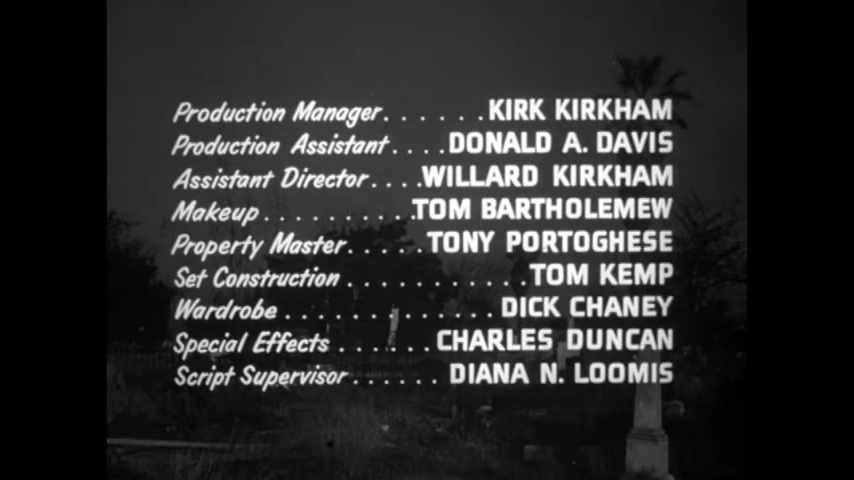 Production Manager......KIRK KIRKHAM
Production Assistant....DONALD A. DAVIS
Assistant Director....WILLARD KIRKHAM
Makeup..........TOM BARTHOLEMEW
Property Master.....TONY PORTOGHESE
Set Construction............TOM KEMP
Wardrobe.............DICK CHANEY
Special Effects......CHARLES DUNCAN
Script Supervisor......DIANA N. LOOMIS